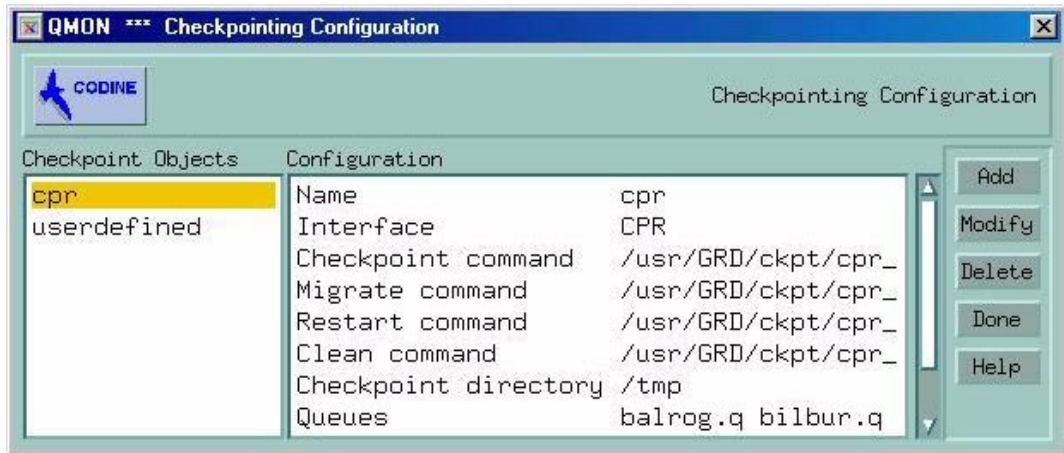 QMON *** Checkpointing Configuration
CODINE
Checkpointing Configuration
Checkpoint Objects
cpr
userdefined
Configuration
Name cpr
Interface CPR
Checkpoint command /usr/GRD/ckpt/cpr_
Migrate command /usr/GRD/ckpt/cpr_
Restart command /usr/GRD/ckpt/cpr_
Clean command /usr/GRD/ckpt/cpr_
Checkpoint directory /tmp
Queues balrog.q bilbur.q
Add
Modify
Delete
Done
Help